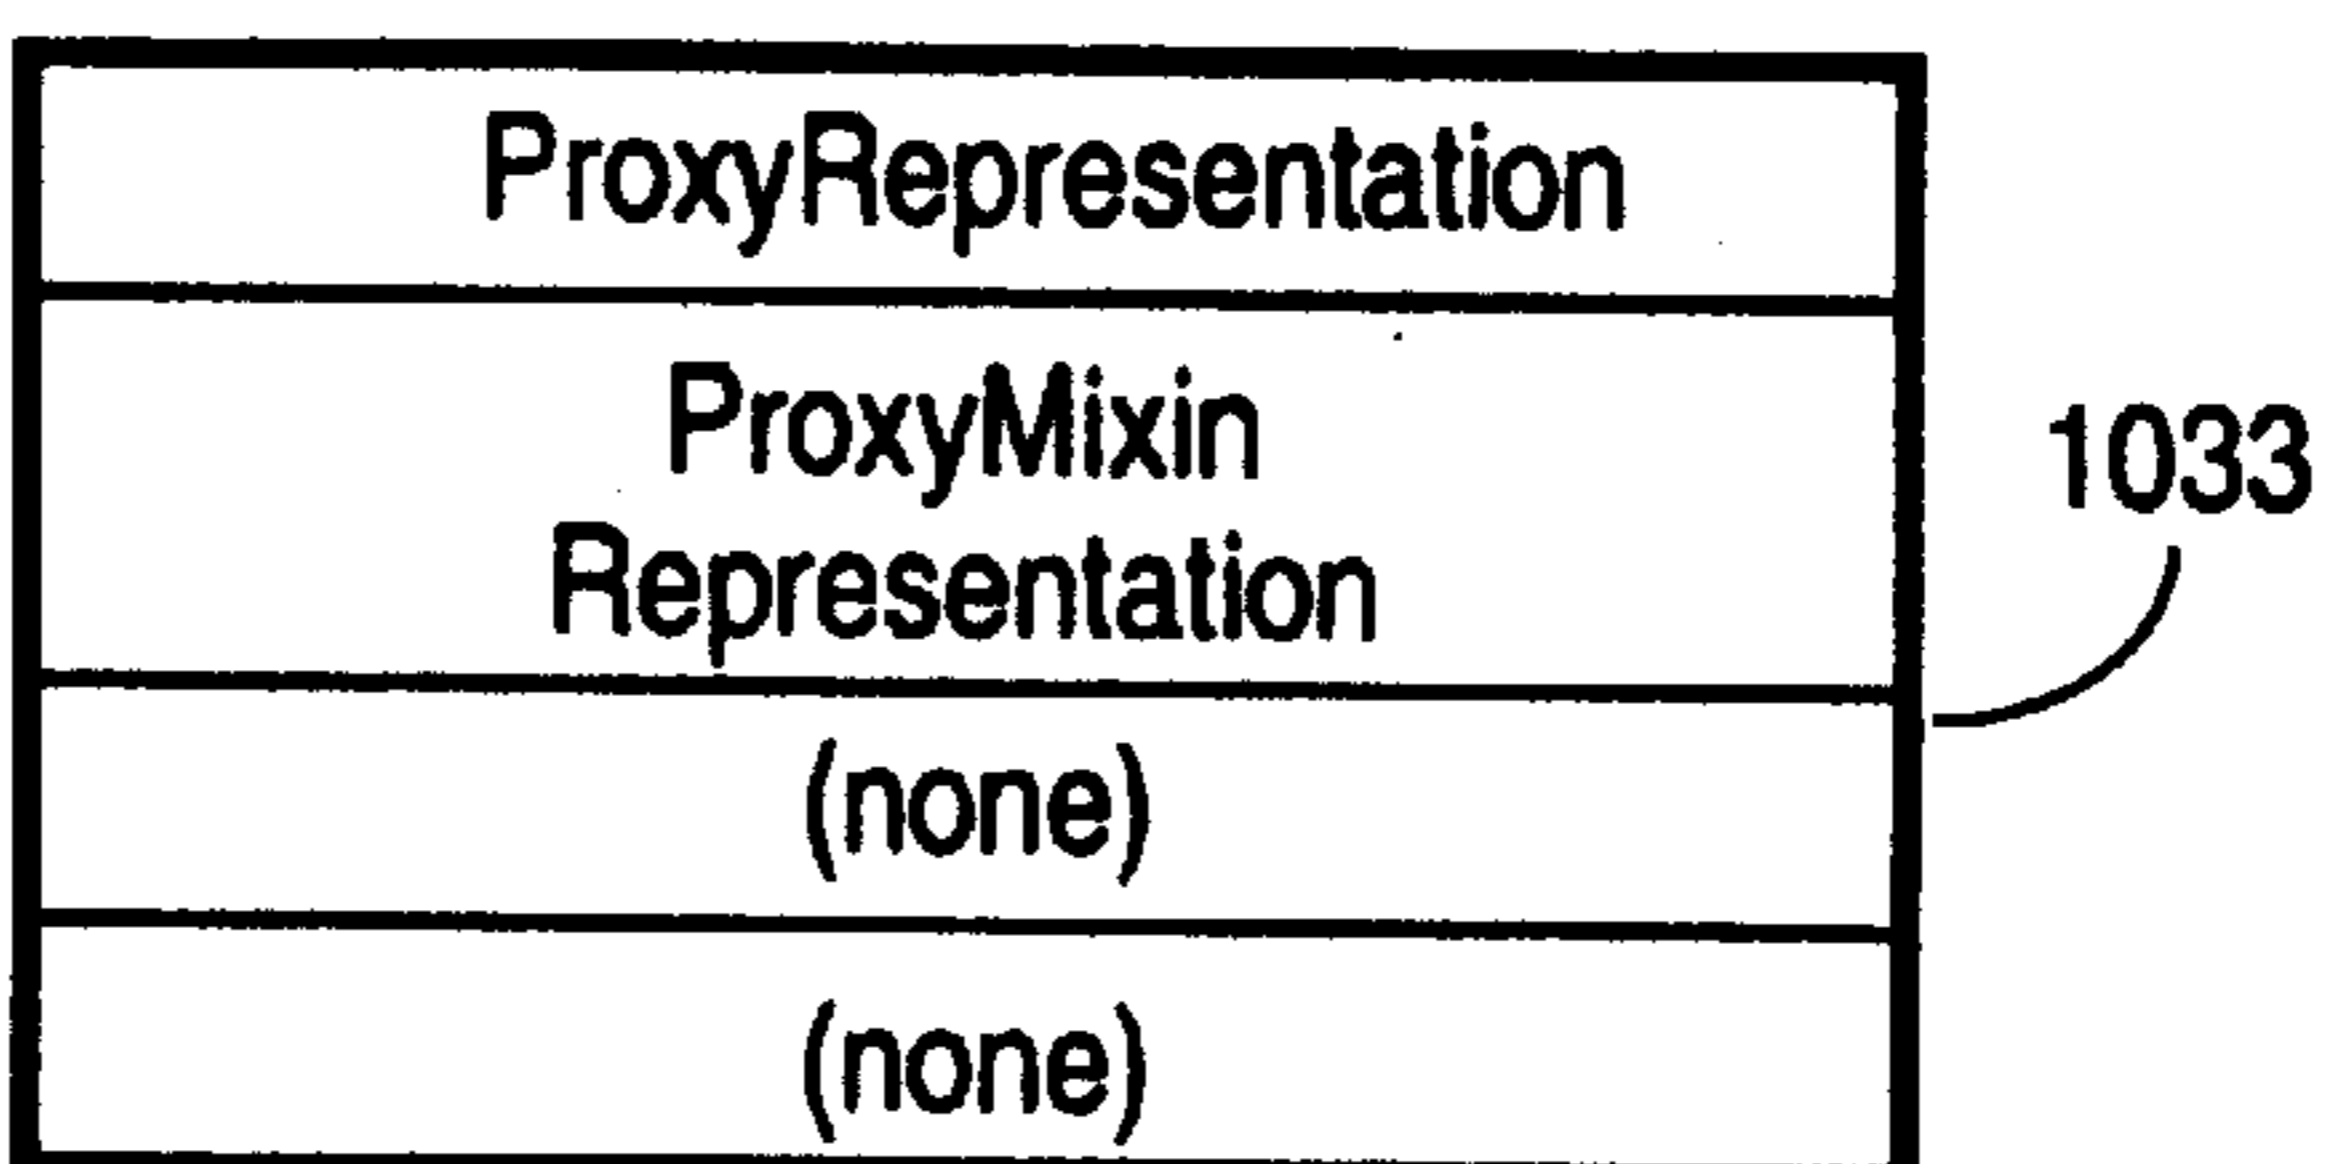 ProxyRepresentation
ProxyMixin
Representation
1033
(none)
(none)